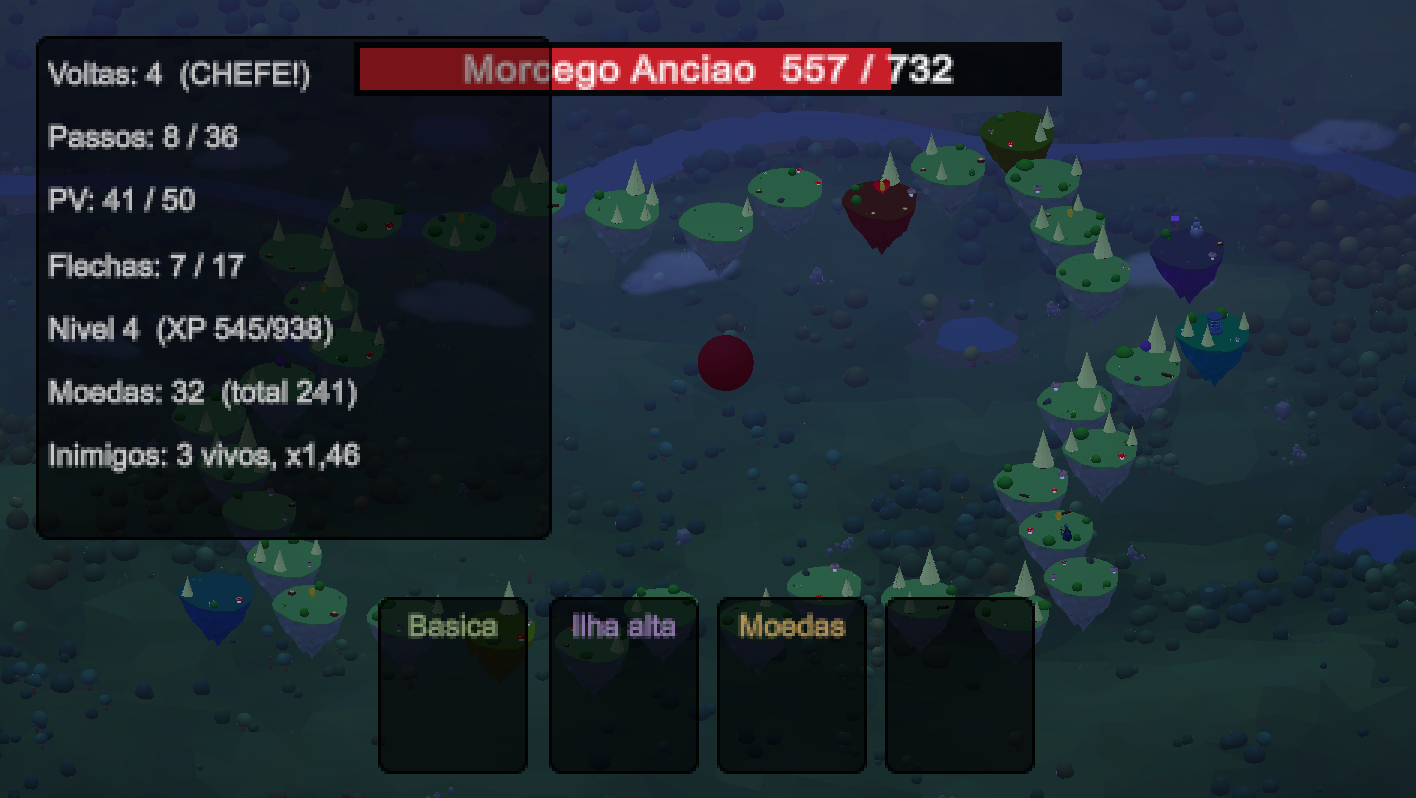 Voltas: 4 (CHEFE!)
Morcego Anciao 557 / 732
Passos: 8 / 36
PV: 41 / 50
Flechas: 7 / 17
Nivel 4 (XP 545/938)
Moedas: 32 (total 241)
Inimigos: 3 vivos, x1,46
Basica
Ilha alta
Moedas